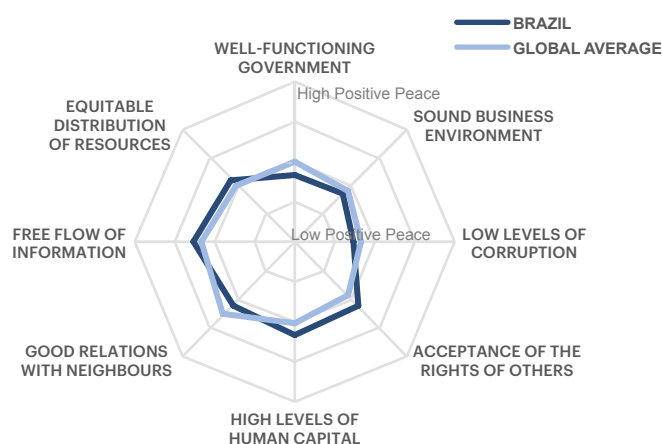 BRAZIL
GLOBAL AVERAGE
WELL-FUNCTIONING
GOVERNMENT
High Positive Peace
EQUITABLE
DISTRIBUTION
OF RESOURCES
SOUND BUSINESS
ENVIRONMENT
FREE FLOW OF
INFORMATION
Low Positive Peace
LOW LEVELS OF
CORRUPTION
GOOD RELATIONS
WITH NEIGHBOURS
ACCEPTANCE OF THE
RIGHTS OF OTHERS
HIGH LEVELS OF
HUMAN CAPITAL